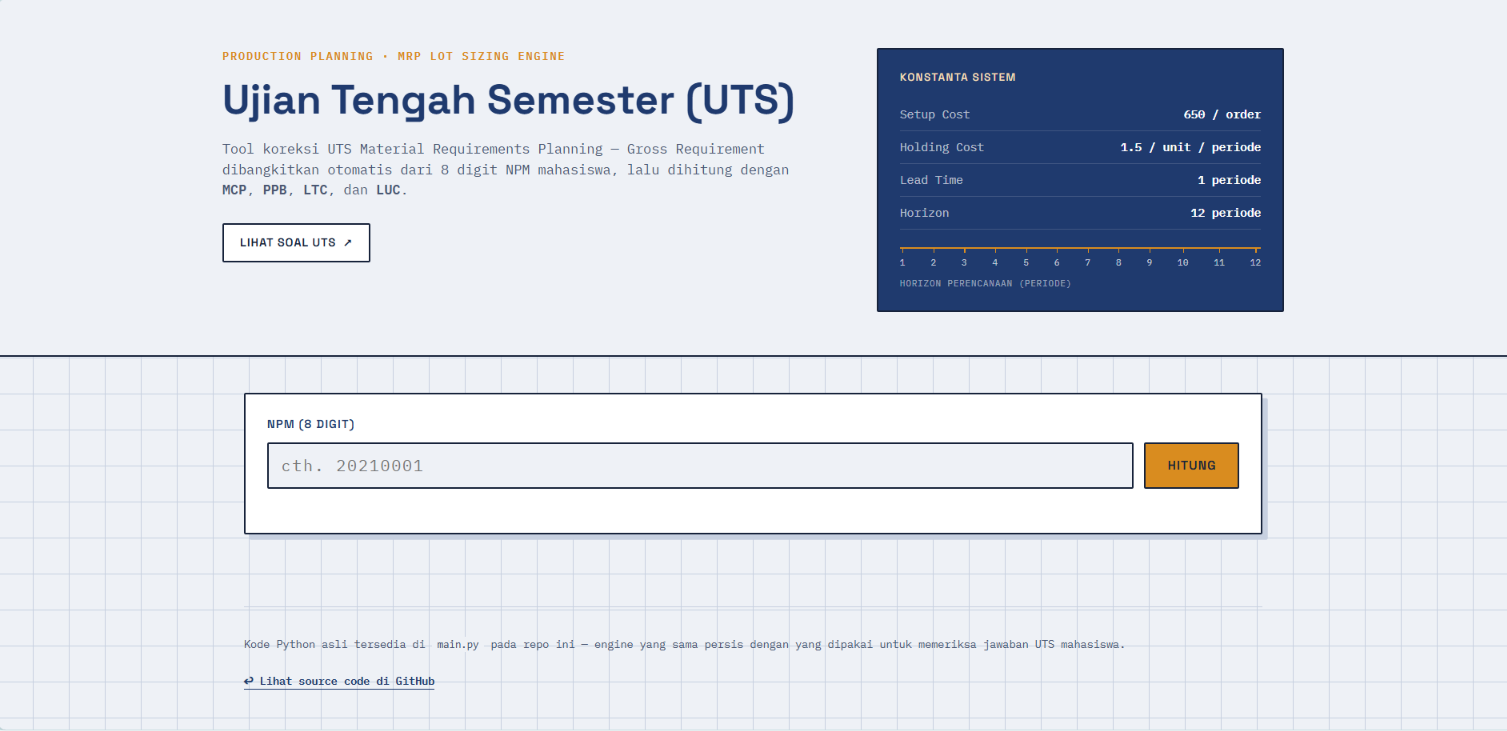 PRODUCTION PLANNING · MRP LOT SIZING ENGINE
Ujian Tengah Semester (UTS)
Tool koreksi UTS Material Requirements Planning — Gross Requirement
dibangkitkan otomatis dari 8 digit NPM mahasiswa, lalu dihitung dengan
MCP, PPB, LTC, dan LUC.
LIHAT SOAL UTS ↗
KONSTANTA SISTEM
Setup Cost 650 / order
Holding Cost 1.5 / unit / periode
Lead Time 1 periode
Horizon 12 periode
1 2 3 4 5 6 7 8 9 10 11 12
HORIZON PERENCANAAN (PERIODE)
NPM (8 DIGIT)
cth. 20210001
HITUNG
Kode Python asli tersedia di main.py pada repo ini — engine yang sama persis dengan yang dipakai untuk memeriksa jawaban UTS mahasiswa.
↩ Lihat source code di GitHub